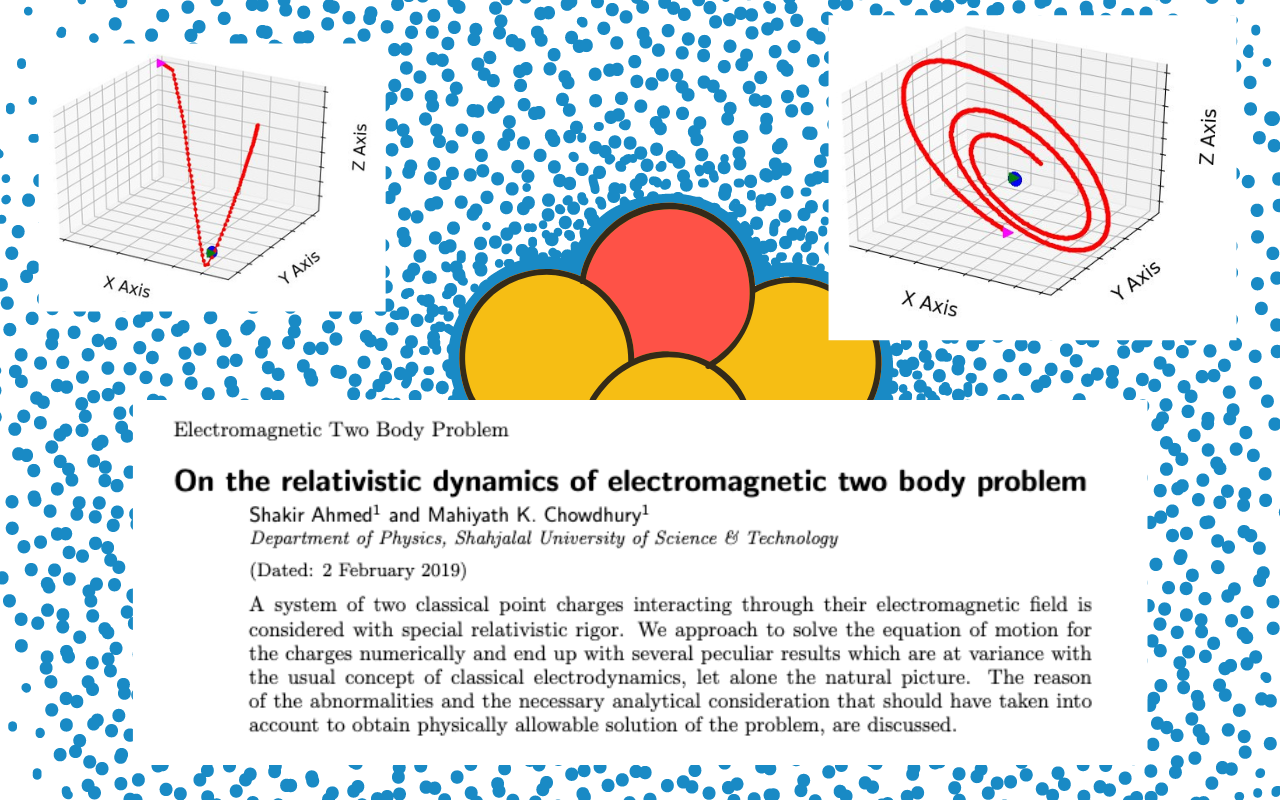 Z Axis
Y Axis
X Axis
Z Axis
Y Axis
X Axis
Electromagnetic Two Body Problem
On the relativistic dynamics of electromagnetic two body problem
Shakir Ahmed¹ and Mahiyath K. Chowdhury¹
Department of Physics, Shahjalal University of Science & Technology
(Dated: 2 February 2019)
A system of two classical point charges interacting through their electromagnetic field is
considered with special relativistic rigor. We approach to solve the equation of motion for
the charges numerically and end up with several peculiar results which are at variance with
the usual concept of classical electrodynamics, let alone the natural picture. The reason
of the abnormalities and the necessary analytical consideration that should have taken into
account to obtain physically allowable solution of the problem, are discussed.